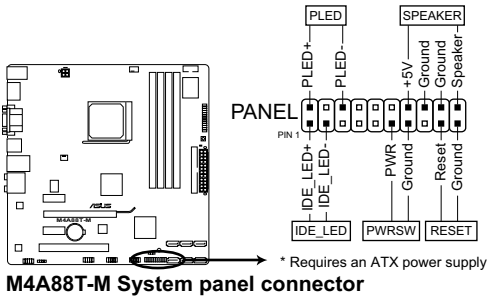 PLED
SPEAKER
PLED+
PLED-
+5V
Ground
Ground
Speaker-
PANEL
PIN 1
IDE_LED+
IDE_LED-
PWR
Ground
Reset
Ground
IDE_LED
PWRSW
RESET
/SUS
M4A88T-M
* Requires an ATX power supply
M4A88T-M System panel connector